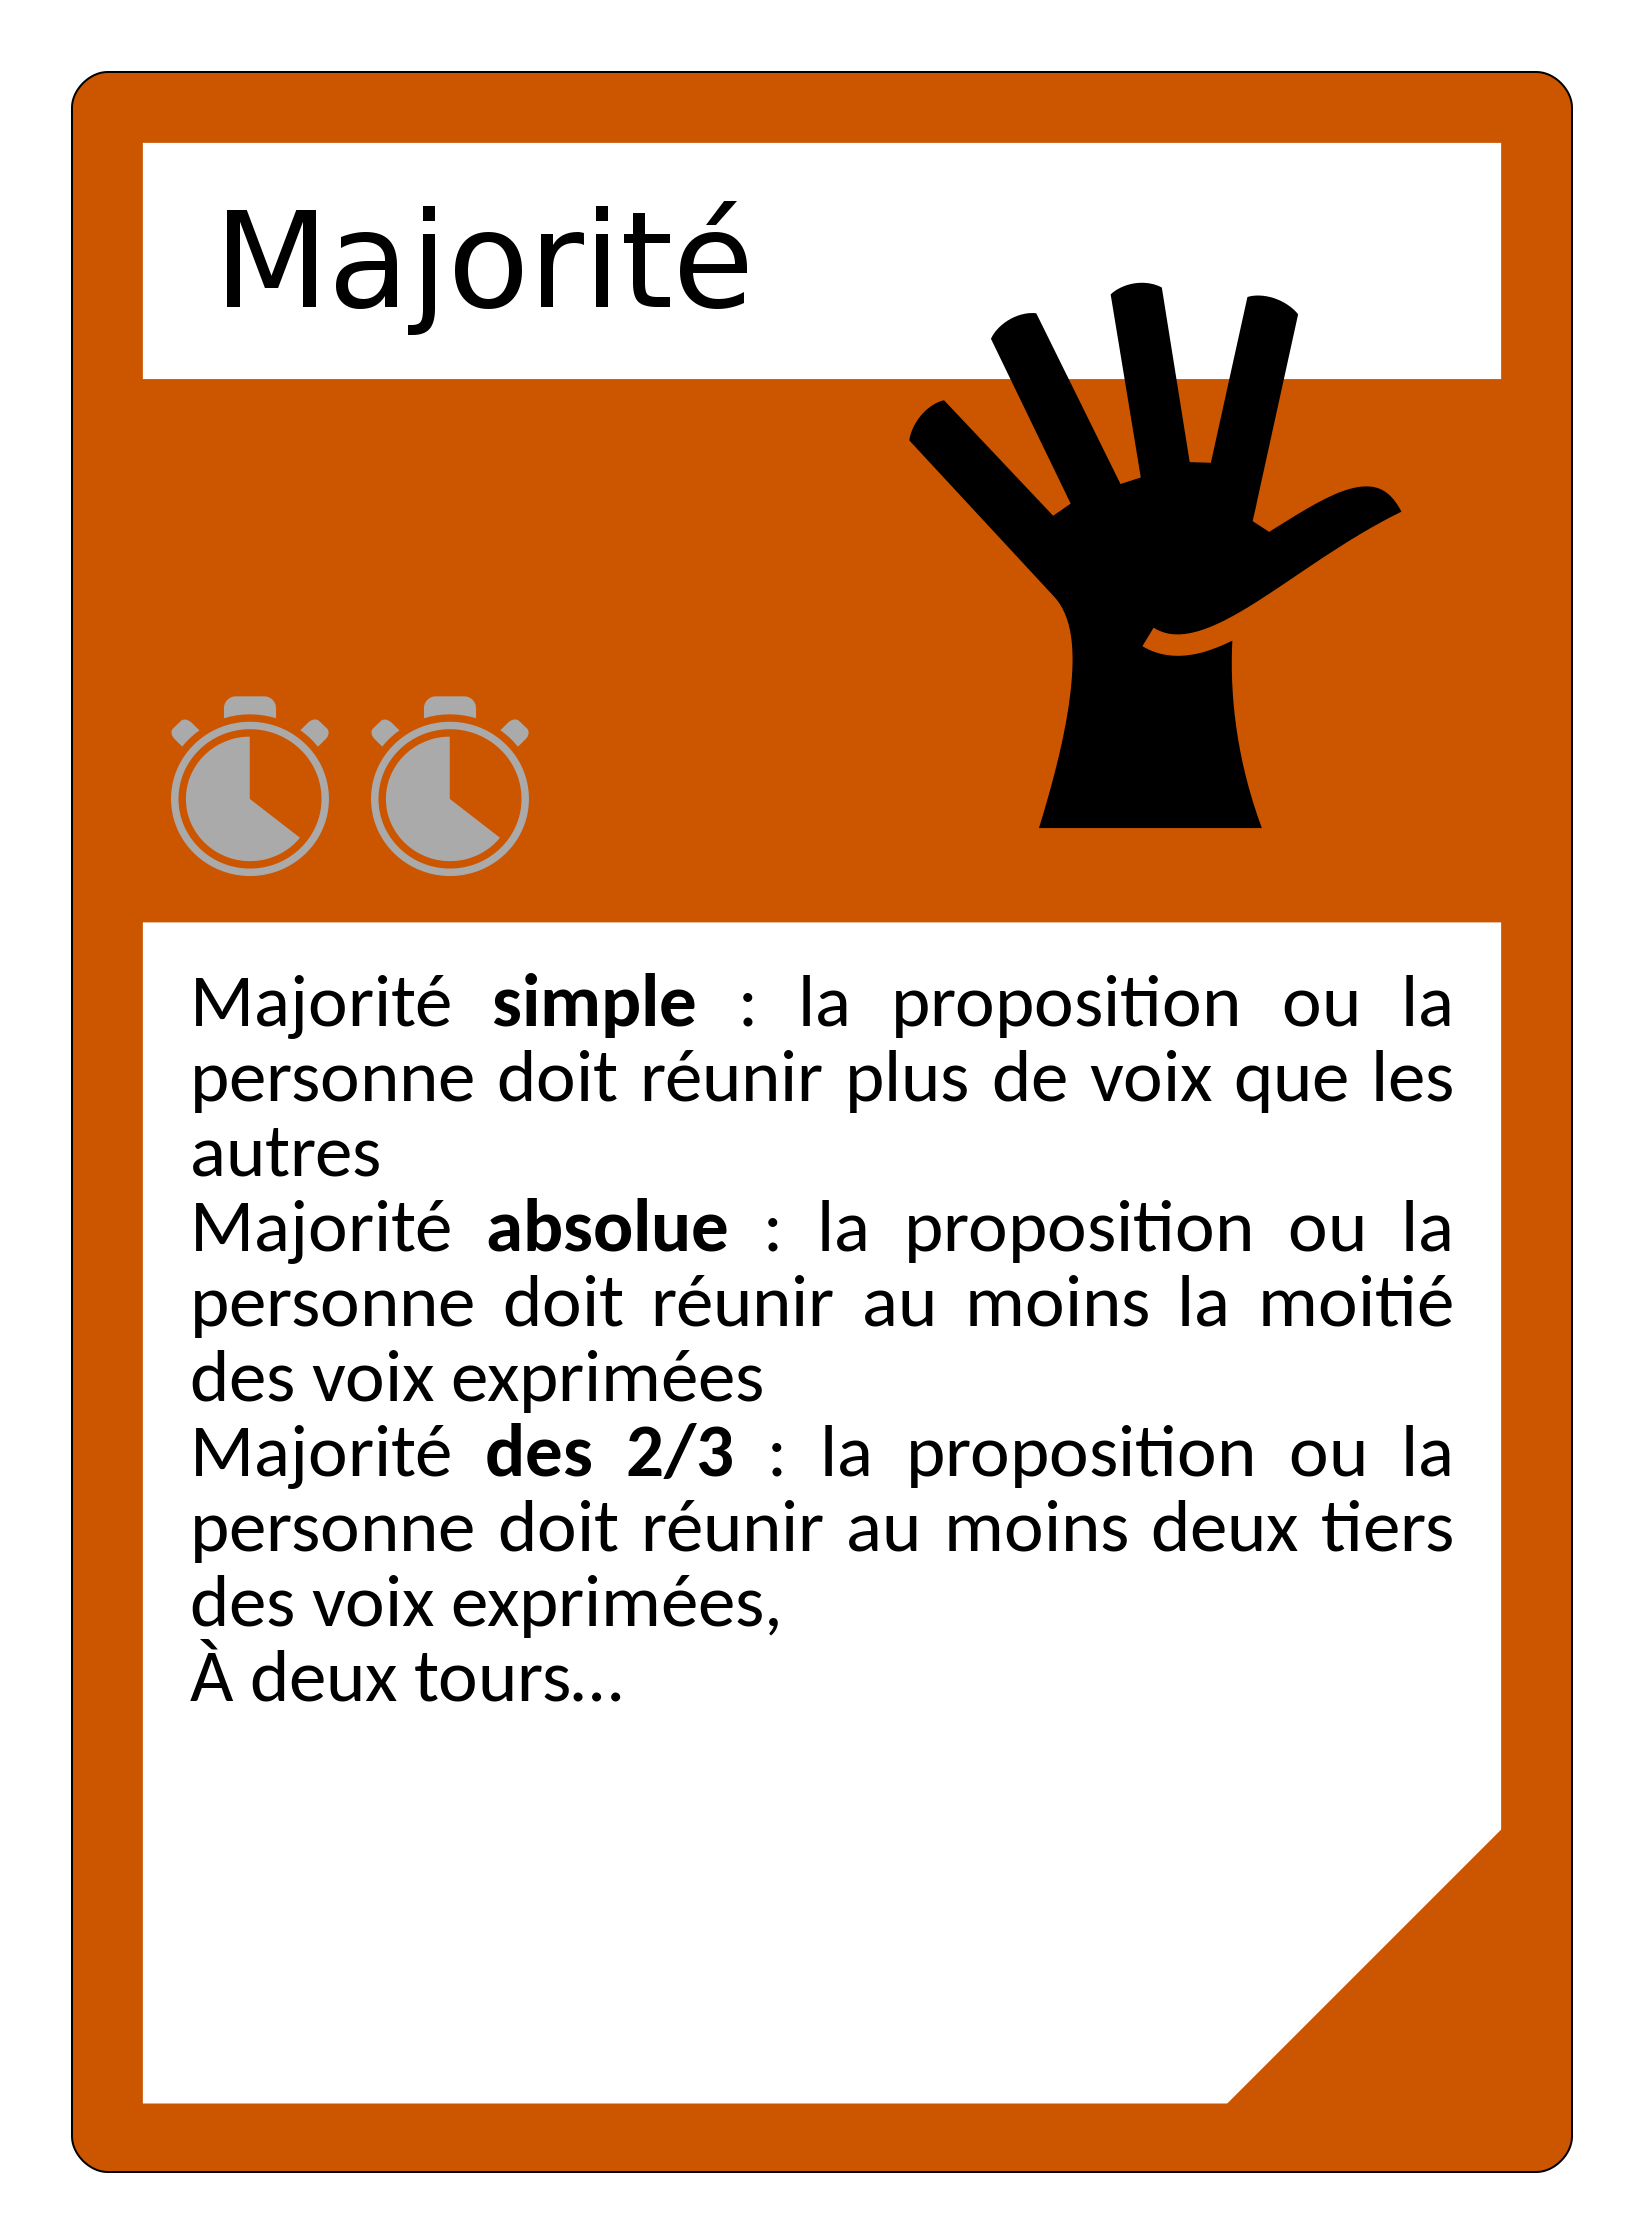 Majorité
Majorité simple : la proposition ou la
personne doit réunir plus de voix que les
autres
Majorité absolue : la proposition ou la
personne doit réunir au moins la moitié
des voix exprimées
Majorité des 2/3 : la proposition ou la
personne doit réunir au moins deux tiers
des voix exprimées,
À deux tours…